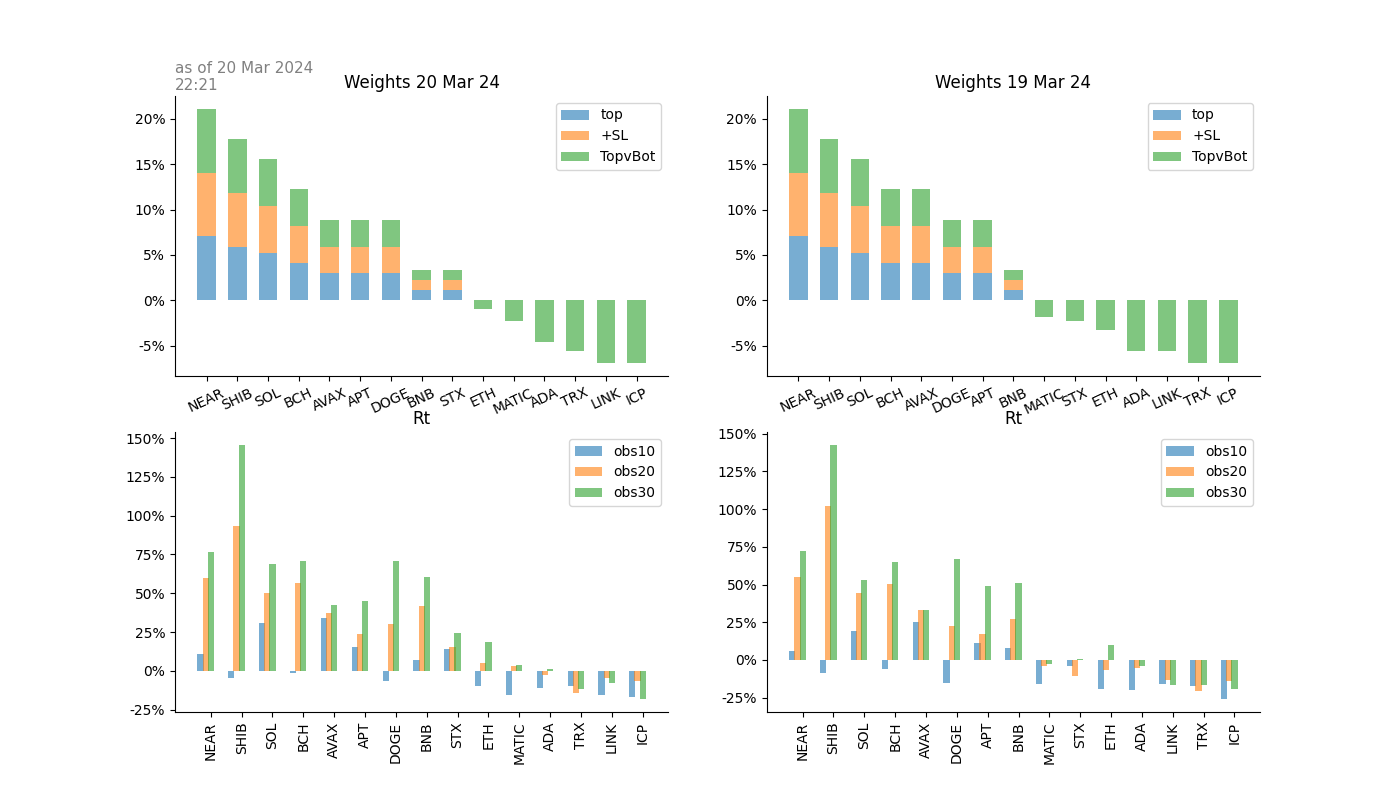 as of 20 Mar 2024
22:21
Weights 20 Mar 24
20%
15%
10%
5%
0%
-5%
top
+SL
TopvBot
NEAR SHIB SOL BCH AVAX APT DOGE BNB STX ETH MATIC ADA TRX LINK ICP
Weights 19 Mar 24
20%
15%
10%
5%
0%
-5%
top
+SL
TopvBot
NEAR SHIB SOL BCH AVAX DOGE APT BNB MATIC STX ETH ADA LINK TRX ICP
Rt
150%
125%
100%
75%
50%
25%
0%
-25%
obs10
obs20
obs30
NEAR SHIB SOL BCH AVAX APT DOGE BNB STX ETH MATIC ADA TRX LINK ICP
Rt
150%
125%
100%
75%
50%
25%
0%
-25%
obs10
obs20
obs30
NEAR SHIB SOL BCH AVAX DOGE APT BNB MATIC STX ETH ADA LINK TRX ICP